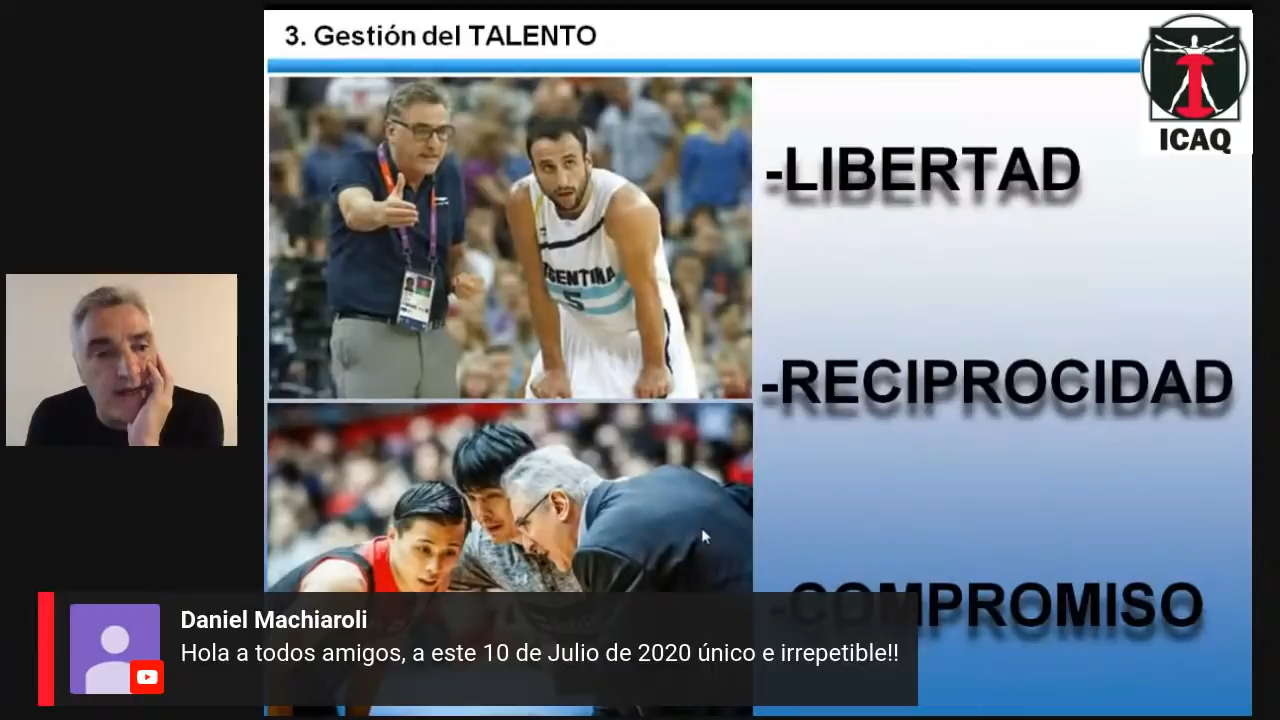 3. Gestión del TALENTO
ICAQ
-LIBERTAD
ARGENTINA
5
-RECIPROCIDAD
-COMPROMISO
Daniel Machiaroli
Hola a todos amigos, a este 10 de Julio de 2020 único e irrepetible!!